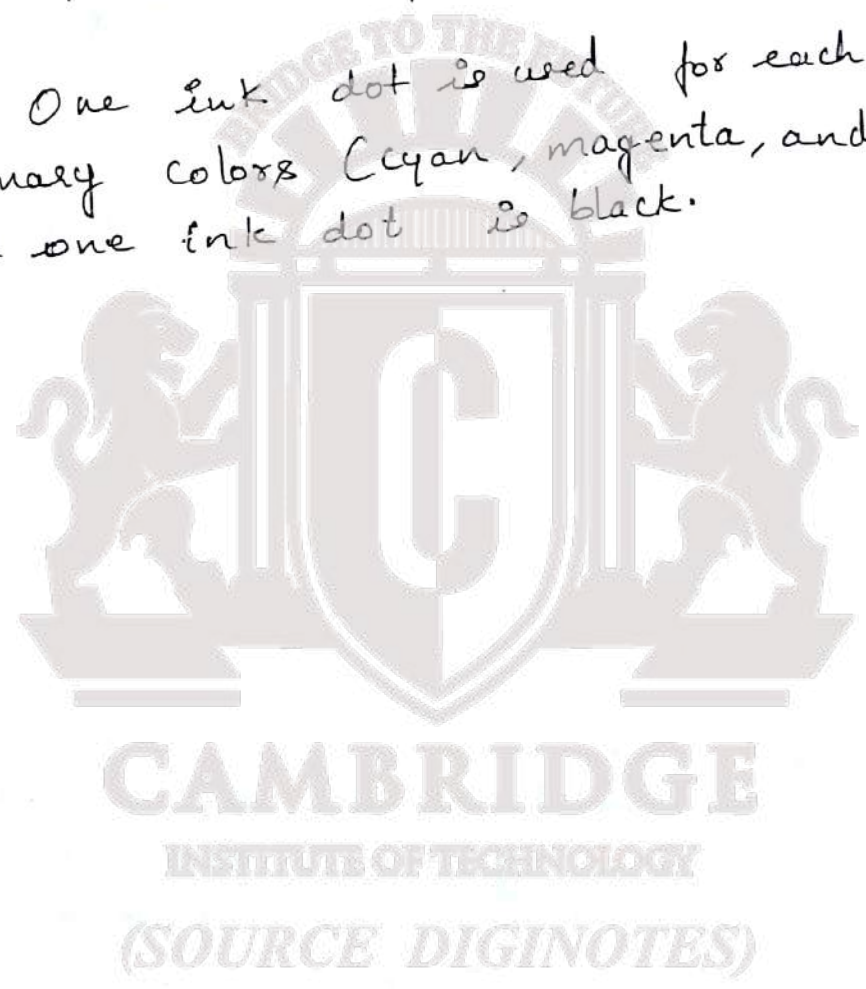 One ink dot is used for each
colors (cyan, magenta, and
one ink dot is black.
BRIDGE TO THE FUTURE
C
CAMBRIDGE
INSTITUTE OF TECHNOLOGY
(SOURCE DIGINOTES)